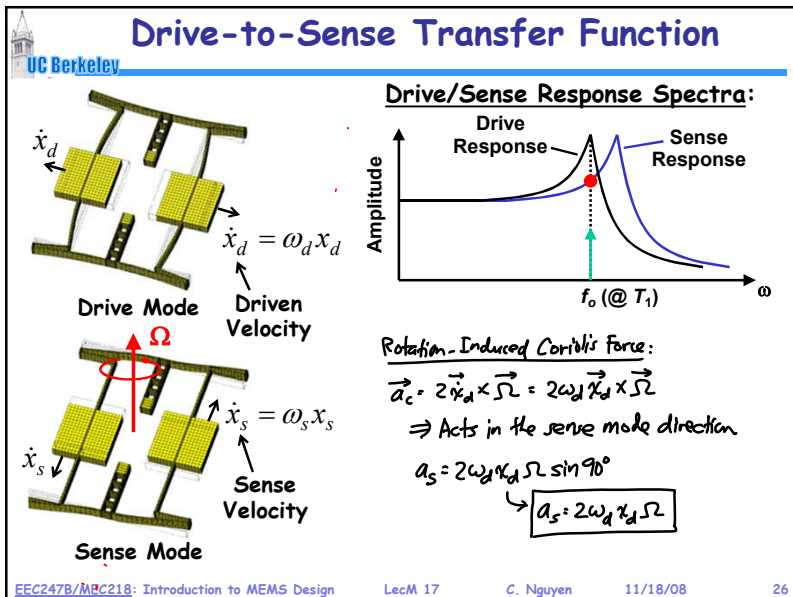 Drive-to-Sense Transfer Function
UC Berkeley
Drive/Sense Response Spectra:
Drive Response
Sense Response
Amplitude
fₒ (@ T₁)
ω
ẋ_d
ẋ_d = ω_d x_d
Drive Mode
Driven Velocity
Ω
ẋ_s = ω_s x_s
ẋ_s
Sense Velocity
Sense Mode
Rotation-Induced Coriolis Force:
a⃗_c = 2ẋ⃗_d × Ω⃗ = 2ω_d x⃗_d × Ω⃗
⇒ Acts in the sense mode direction
a_s = 2ω_d x_d Ω sin 90°
a_s = 2ω_d x_d Ω
EEC247B/MEC218: Introduction to MEMS Design LecM 17 C. Nguyen 11/18/08 26